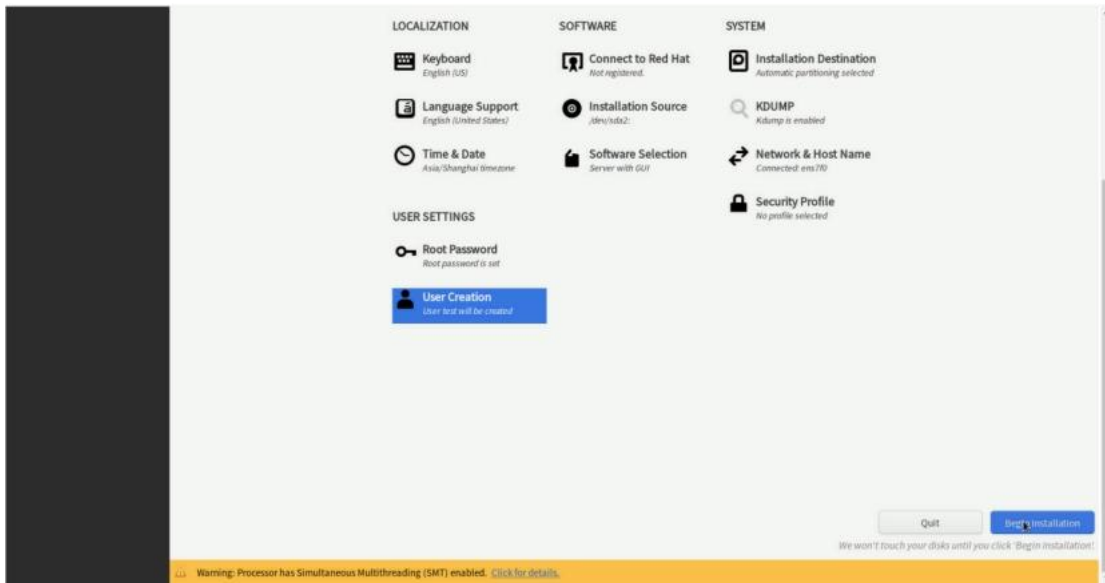 LOCALIZATION
Keyboard
English (US)
Language Support
English (United States)
Time & Date
Asia/Shanghai timezone
USER SETTINGS
Root Password
Root password is set
User Creation
User test will be created
SOFTWARE
Connect to Red Hat
Not registered.
Installation Source
/dev/sda2:
Software Selection
Server with GUI
SYSTEM
Installation Destination
Automatic partitioning selected
KDUMP
Kdump is enabled
Network & Host Name
Connected: ens7f0
Security Profile
No profile selected
Quit
Begin Installation
We won't touch your disks until you click 'Begin Installation'.
Warning: Processor has Simultaneous Multithreading (SMT) enabled. Click for details.